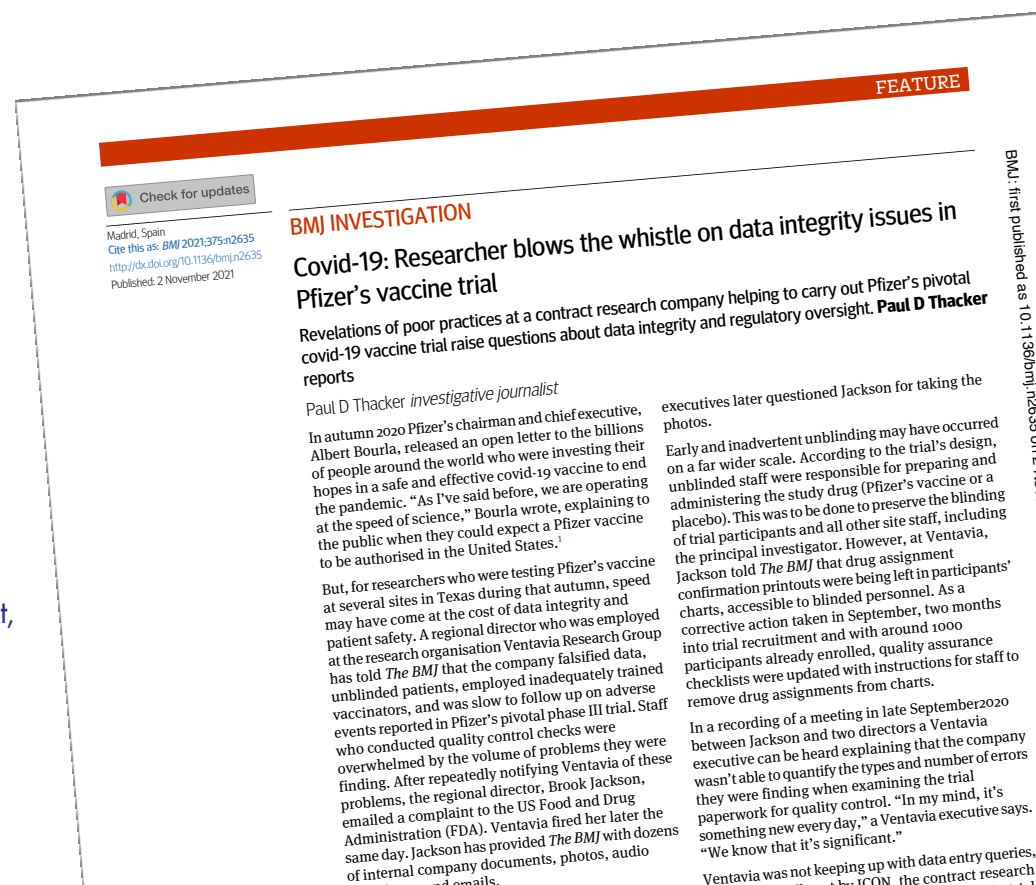 FEATURE
Check for updates
Madrid, Spain
Cite this as: BMJ 2021;375:n2635
http://dx.doi.org/10.1136/bmj.n2635
Published: 2 November 2021
BMJ INVESTIGATION
Covid-19: Researcher blows the whistle on data integrity issues in
Pfizer’s vaccine trial
Revelations of poor practices at a contract research company helping to carry out Pfizer’s pivotal
covid-19 vaccine trial raise questions about data integrity and regulatory oversight. Paul D Thacker
reports
Paul D Thacker investigative journalist
In autumn 2020 Pfizer’s chairman and chief executive,
Albert Bourla, released an open letter to the billions
of people around the world who were investing their
hopes in a safe and effective covid-19 vaccine to end
the pandemic. “As I’ve said before, we are operating
at the speed of science,” Bourla wrote, explaining to
the public when they could expect a Pfizer vaccine
to be authorised in the United States.1
But, for researchers who were testing Pfizer’s vaccine
at several sites in Texas during that autumn, speed
may have come at the cost of data integrity and
patient safety. A regional director who was employed
at the research organisation Ventavia Research Group
has told The BMJ that the company falsified data,
unblinded patients, employed inadequately trained
vaccinators, and was slow to follow up on adverse
events reported in Pfizer’s pivotal phase III trial. Staff
who conducted quality control checks were
overwhelmed by the volume of problems they were
finding. After repeatedly notifying Ventavia of these
problems, the regional director, Brook Jackson,
emailed a complaint to the US Food and Drug
Administration (FDA). Ventavia fired her later the
same day. Jackson has provided The BMJ with dozens
of internal company documents, photos, audio
emails.
executives later questioned Jackson for taking the
photos.
Early and inadvertent unblinding may have occurred
on a far wider scale. According to the trial’s design,
unblinded staff were responsible for preparing and
administering the study drug (Pfizer’s vaccine or a
placebo). This was to be done to preserve the blinding
of trial participants and all other site staff, including
the principal investigator. However, at Ventavia,
Jackson told The BMJ that drug assignment
confirmation printouts were being left in participants’
charts, accessible to blinded personnel. As a
corrective action taken in September, two months
into trial recruitment and with around 1000
participants already enrolled, quality assurance
checklists were updated with instructions for staff to
remove drug assignments from charts.
In a recording of a meeting in late September2020
between Jackson and two directors a Ventavia
executive can be heard explaining that the company
wasn’t able to quantify the types and number of errors
they were finding when examining the trial
paperwork for quality control. “In my mind, it’s
something new every day,” a Ventavia executive says.
“We know that it’s significant.”
Ventavia was not keeping up with data entry queries,
by ICON, the contract research
BMJ: first published as 10.1136/bmj.n2635 on 2
t,